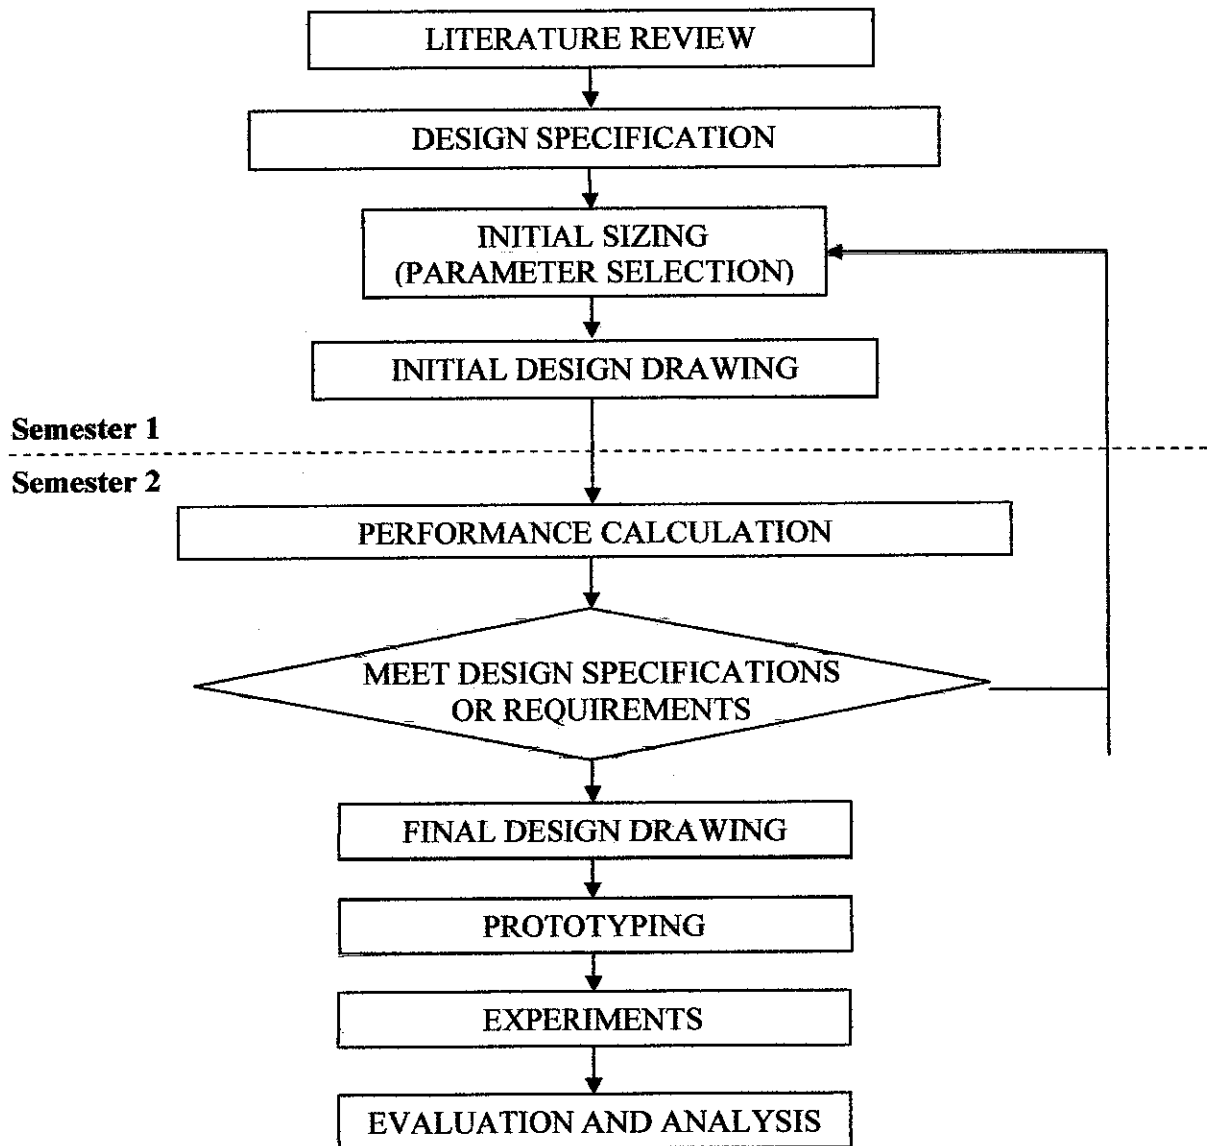 LITERATURE REVIEW
DESIGN SPECIFICATION
INITIAL SIZING
(PARAMETER SELECTION)
INITIAL DESIGN DRAWING
Semester 1
Semester 2
PERFORMANCE CALCULATION
MEET DESIGN SPECIFICATIONS
OR REQUIREMENTS
FINAL DESIGN DRAWING
PROTOTYPING
EXPERIMENTS
EVALUATION AND ANALYSIS